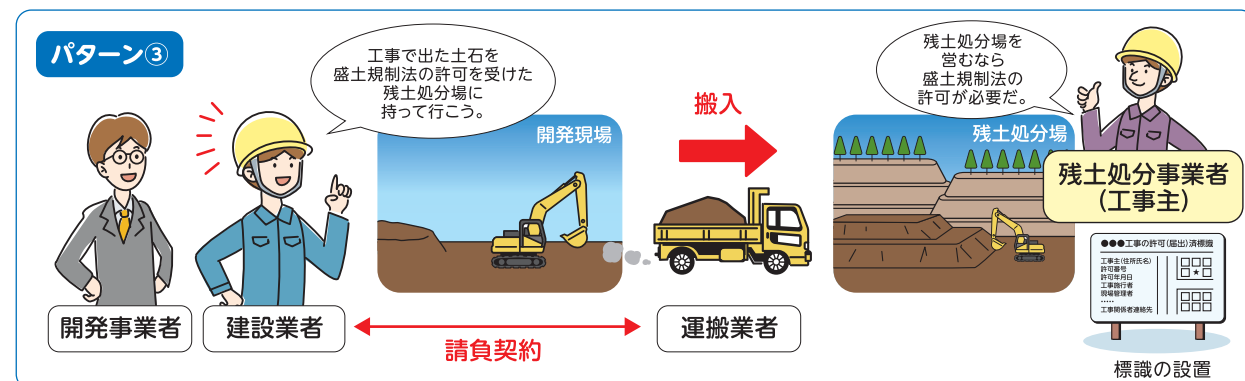 パターン③
工事で出た土石を
盛土規制法の許可を受けた
残土処分場に
持って行こう。
開発現場
搬入
残土処分場を
営むなら
盛土規制法の
許可が必要だ。
残土処分場
残土処分事業者
(工事主)
●●●工事の許可(届出)済標識
工事主(住所氏名)
許可番号
許可年月日
工事施行者
現場管理者
……
工事関係者連絡先
★
標識の設置
開発事業者
建設業者
請負契約
運搬業者